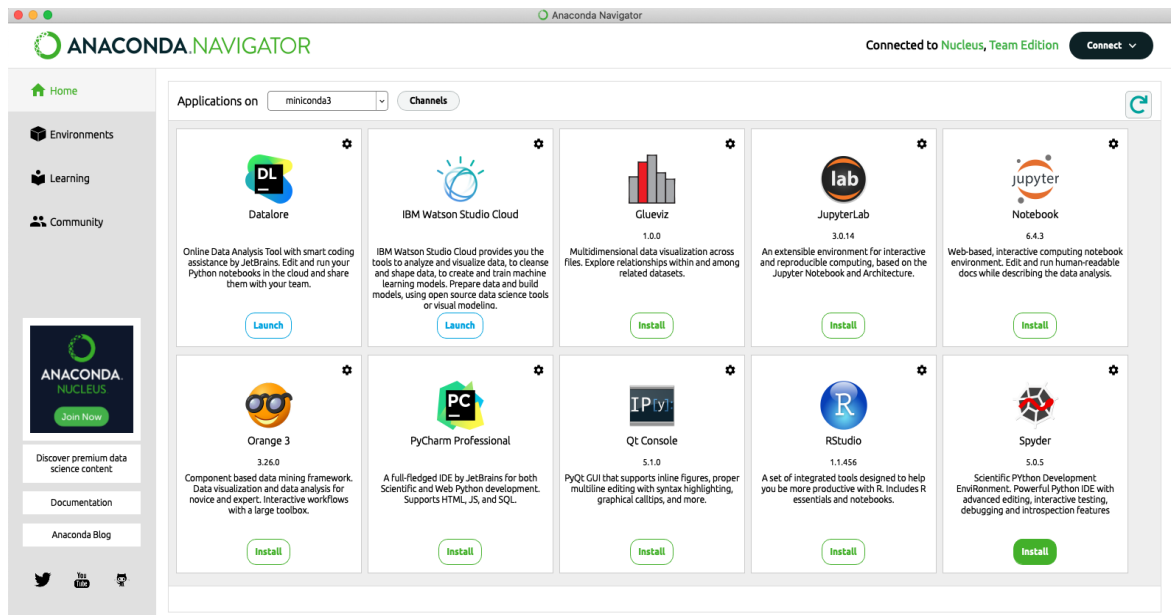 Anaconda Navigator
ANACONDA.NAVIGATOR
Connected to Nucleus, Team Edition
Connect
Home
Environments
Learning
Community
ANACONDA.
NUCLEUS
Join Now
Discover premium data
science content
Documentation
Anaconda Blog
You
Tube
Applications on
miniconda3
Channels
DL
Datalore
Online Data Analysis Tool with smart coding
assistance by JetBrains. Edit and run your
Python notebooks in the cloud and share
them with your team.
Launch
IBM Watson Studio Cloud
IBM Watson Studio Cloud provides you the
tools to analyze and visualize data, to cleanse
and shape data, to create and train machine
learning models. Prepare data and build
models, using open source data science tools
or visual modeling.
Launch
Glueviz
1.0.0
Multidimensional data visualization across
files. Explore relationships within and among
related datasets.
Install
lab
JupyterLab
3.0.14
An extensible environment for interactive
and reproducible computing, based on the
Jupyter Notebook and Architecture.
Install
jupyter
Notebook
6.4.3
Web-based, interactive computing notebook
environment. Edit and run human-readable
docs while describing the data analysis.
Install
Orange 3
3.26.0
Component based data mining framework.
Data visualization and data analysis for
novice and expert. Interactive workflows
with a large toolbox.
Install
PC
PyCharm Professional
A full-fledged IDE by JetBrains for both
Scientific and Web Python development.
Supports HTML, JS, and SQL.
Install
IP[y]:
Qt Console
5.1.0
PyQt GUI that supports inline figures, proper
multiline editing with syntax highlighting,
graphical calltips, and more.
Install
R
RStudio
1.1.456
A set of integrated tools designed to help
you be more productive with R. Includes R
essentials and notebooks.
Install
Spyder
5.0.5
Scientific PYthon Development
EnviRonment. Powerful Python IDE with
advanced editing, interactive testing,
debugging and introspection features
Install